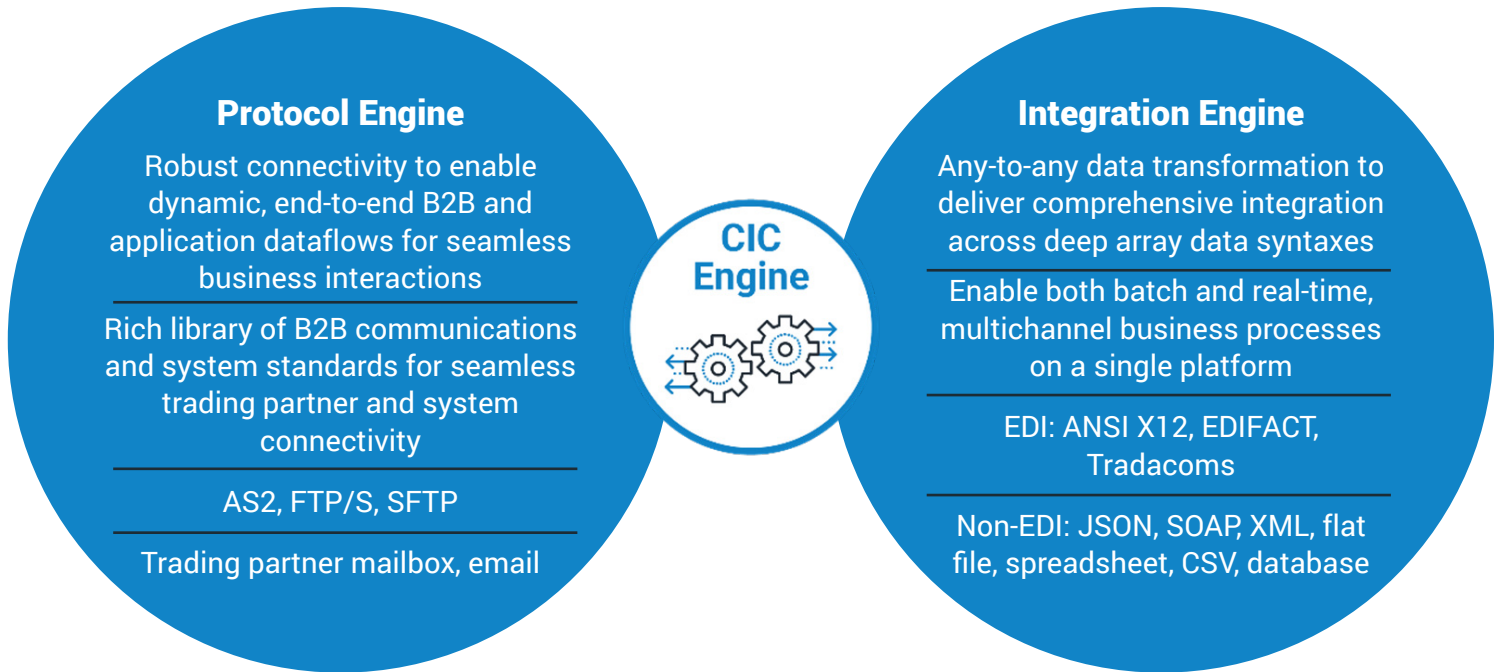 Protocol Engine
Robust connectivity to enable
dynamic, end-to-end B2B and
application dataflows for seamless
business interactions
Rich library of B2B communications
and system standards for seamless
trading partner and system
connectivity
AS2, FTP/S, SFTP
Trading partner mailbox, email
CIC
Engine
Integration Engine
Any-to-any data transformation to
deliver comprehensive integration
across deep array data syntaxes
Enable both batch and real-time,
multichannel business processes
on a single platform
EDI: ANSI X12, EDIFACT,
Tradacoms
Non-EDI: JSON, SOAP, XML, flat
file, spreadsheet, CSV, database